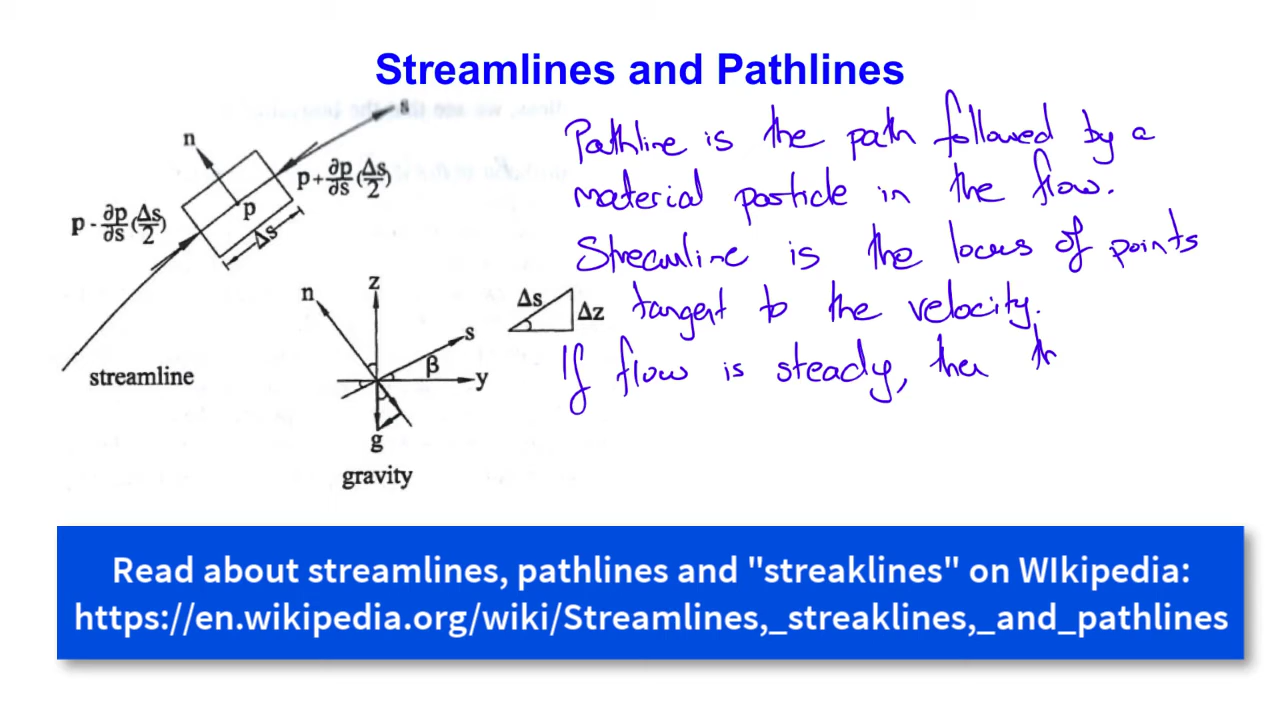 Streamlines and Pathlines
s
n
p + ∂p/∂s (Δs/2)
p
p - ∂p/∂s (Δs/2)
Δs
streamline
n
z
s
β
y
g
gravity
Δs
Δz
Pathline is the path followed by a
material particle in the flow.
Streamline is the locus of points
tangent to the velocity.
If flow is steady, then th
Read about streamlines, pathlines and "streaklines" on WIkipedia:
https://en.wikipedia.org/wiki/Streamlines,_streaklines,_and_pathlines